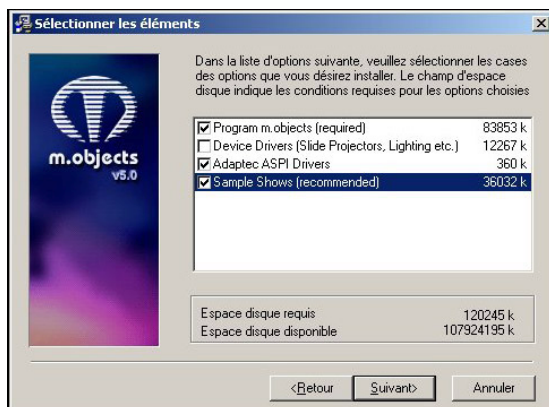 Sélectionner les éléments
Dans la liste d'options suivante, veuillez sélectionner les cases
des options que vous désirez installer. Le champ d'espace
disque indique les conditions requises pour les options choisies
m.objects
v5.0
Program m.objects (required) 83853 k
Device Drivers (Slide Projectors, Lighting etc.) 12267 k
Adaptec ASPI Drivers 360 k
Sample Shows (recommended) 36032 k
Espace disque requis 120245 k
Espace disque disponible 107924195 k
<Retour Suivant> Annuler